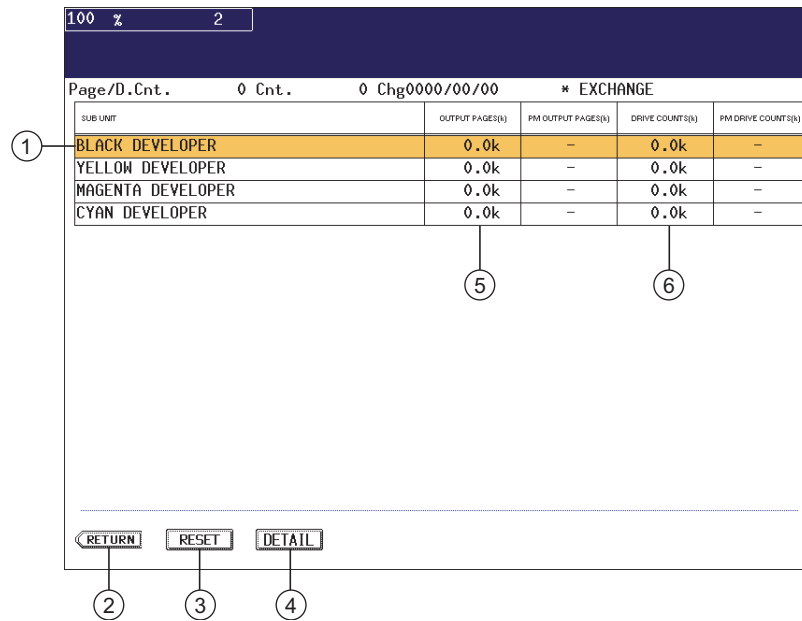 100 % 2
Page/D.Cnt. 0 Cnt. 0 Chg0000/00/00 * EXCHANGE
SUB UNIT OUTPUT PAGES(k) PM OUTPUT PAGES(k) DRIVE COUNTS(k) PM DRIVE COUNTS(k)
1 BLACK DEVELOPER 0.0k – 0.0k –
YELLOW DEVELOPER 0.0k – 0.0k –
MAGENTA DEVELOPER 0.0k – 0.0k –
CYAN DEVELOPER 0.0k – 0.0k –
5 6
RETURN RESET DETAIL
2 3 4